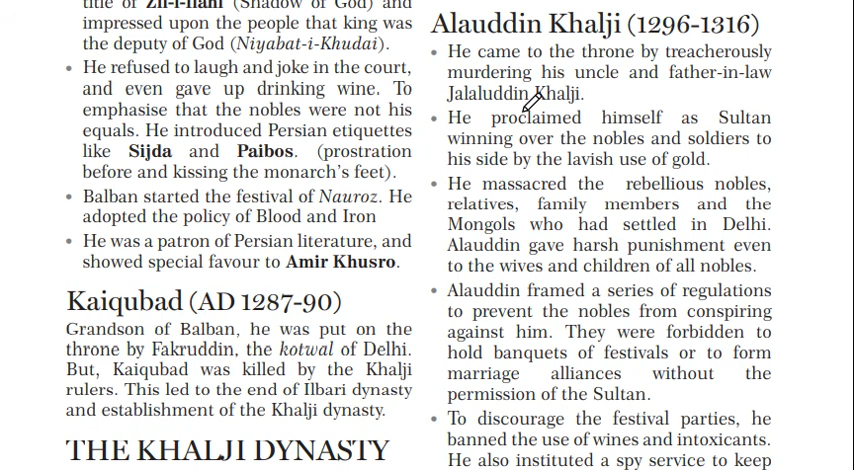 title of Zil-i-Ilahi (Shadow of God) and
impressed upon the people that king was
the deputy of God (Niyabat-i-Khudai).
• He refused to laugh and joke in the court,
and even gave up drinking wine. To
emphasise that the nobles were not his
equals. He introduced Persian etiquettes
like Sijda and Paibos. (prostration
before and kissing the monarch's feet).
• Balban started the festival of Nauroz. He
adopted the policy of Blood and Iron
• He was a patron of Persian literature, and
showed special favour to Amir Khusro.
Kaiqubad (AD 1287-90)
Grandson of Balban, he was put on the
throne by Fakruddin, the kotwal of Delhi.
But, Kaiqubad was killed by the Khalji
rulers. This led to the end of Ilbari dynasty
and establishment of the Khalji dynasty.
THE KHALJI DYNASTY
Alauddin Khalji (1296-1316)
• He came to the throne by treacherously
murdering his uncle and father-in-law
Jalaluddin Khalji.
• He proclaimed himself as Sultan
winning over the nobles and soldiers to
his side by the lavish use of gold.
• He massacred the rebellious nobles,
relatives, family members and the
Mongols who had settled in Delhi.
Alauddin gave harsh punishment even
to the wives and children of all nobles.
• Alauddin framed a series of regulations
to prevent the nobles from conspiring
against him. They were forbidden to
hold banquets of festivals or to form
marriage alliances without the
permission of the Sultan.
• To discourage the festival parties, he
banned the use of wines and intoxicants.
He also instituted a spy service to keep